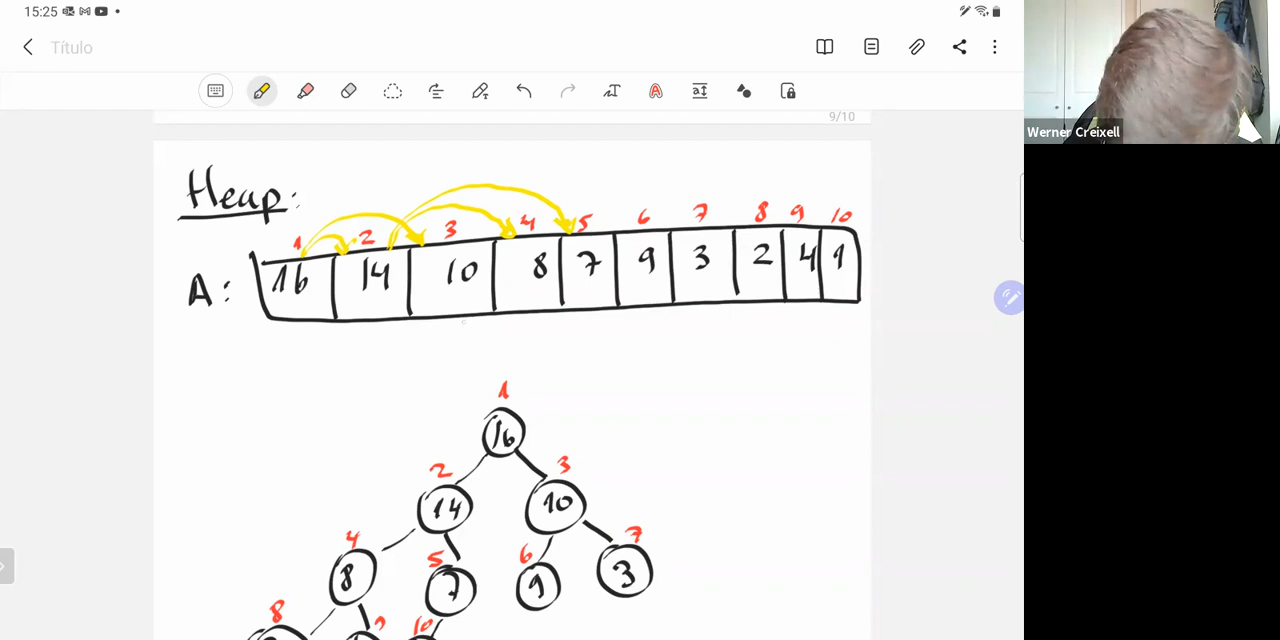 15:25
Título
9/10
Werner Creixell
Heap:
1 2 3 4 5 6 7 8 9 10
A: 16 14 10 8 7 9 3 2 4 1
1
16
2 3
14 10
4 5 6 7
8 7 9 3
8 9 10